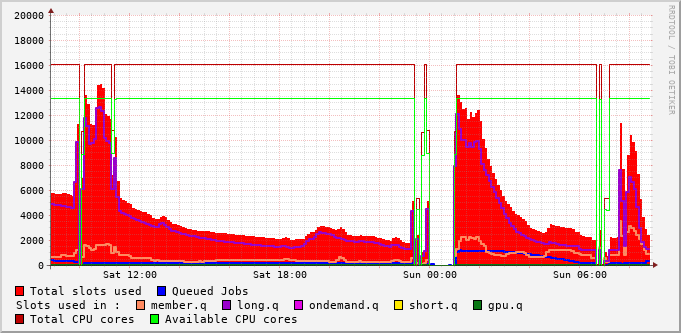 20000
18000
16000
14000
12000
10000
8000
6000
4000
2000
0
Sat 12:00 Sat 18:00 Sun 00:00 Sun 06:00
RRDTOOL / TOBI OETIKER
Total slots used Queued Jobs
Slots used in : member.q long.q ondemand.q short.q gpu.q
Total CPU cores Available CPU cores